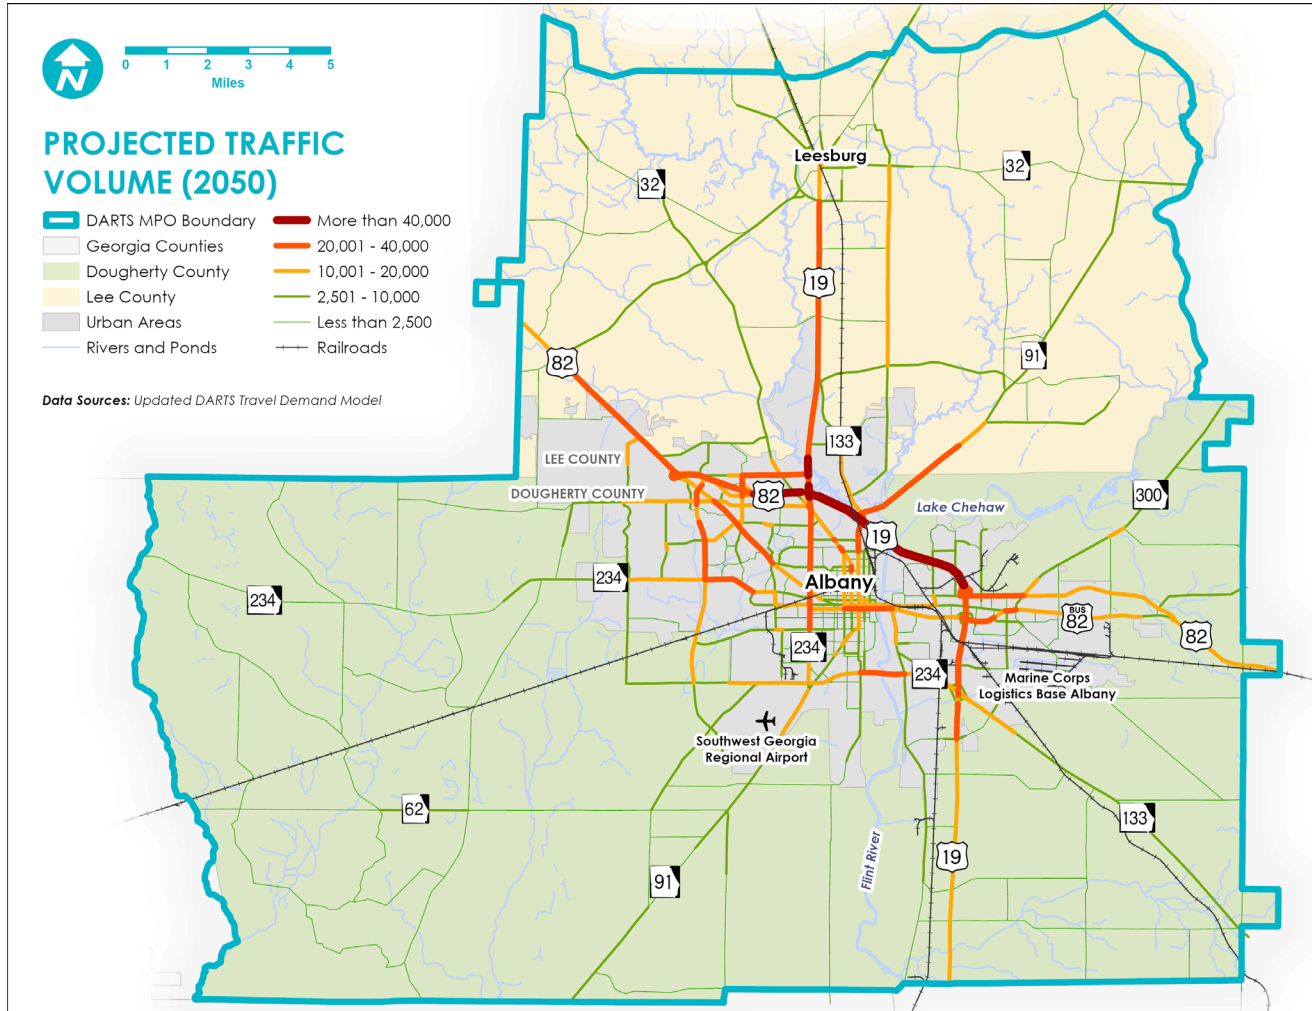 N
0 1 2 3 4 5
Miles
PROJECTED TRAFFIC
VOLUME (2050)
DARTS MPO Boundary
Georgia Counties
Dougherty County
Lee County
Urban Areas
Rivers and Ponds
More than 40,000
20,001 - 40,000
10,001 - 20,000
2,501 - 10,000
Less than 2,500
Railroads
Data Sources: Updated DARTS Travel Demand Model
Leesburg
32
32
19
82
91
133
LEE COUNTY
DOUGHERTY COUNTY
82
300
Lake Chehaw
19
234
234
Albany
BUS
82
82
234
234
Marine Corps
Logistics Base Albany
Southwest Georgia
Regional Airport
62
133
19
Flint River
91